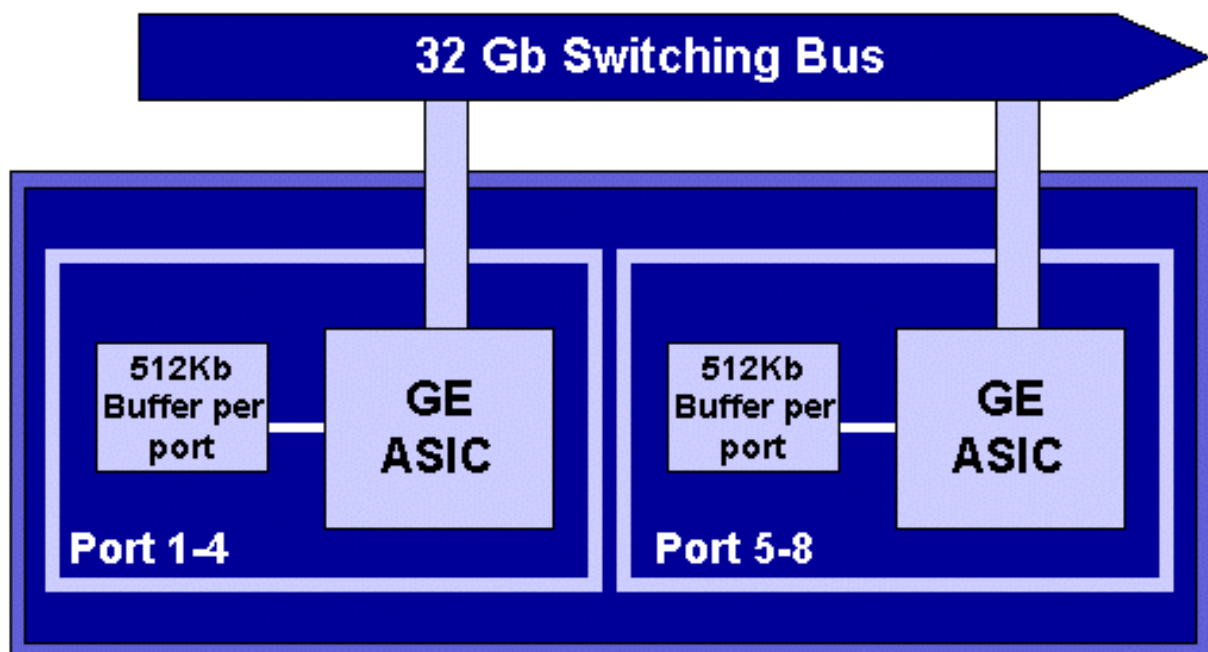 32 Gb Switching Bus
512Kb
Buffer per
port
GE
ASIC
Port 1-4
512Kb
Buffer per
port
GE
ASIC
Port 5-8